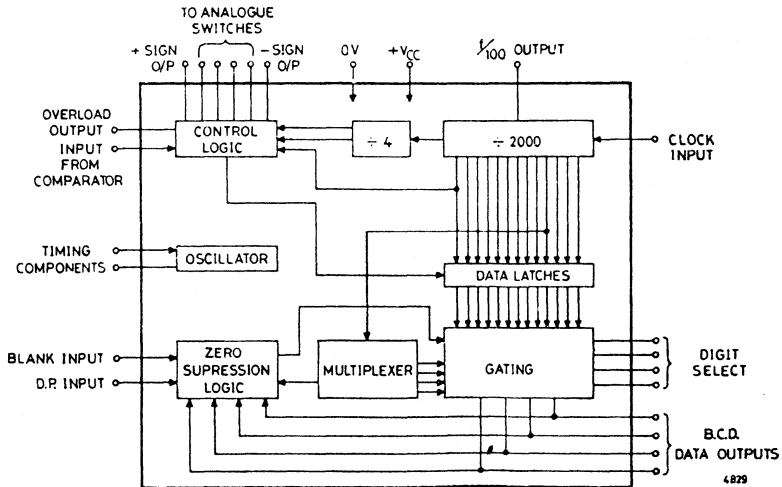 TO ANALOGUE
SWITCHES
+ SIGN
O/P
- SIGN
O/P
0V
+VCC
f/100 OUTPUT
OVERLOAD
OUTPUT
INPUT
FROM
COMPARATOR
CONTROL
LOGIC
÷ 4
÷ 2000
CLOCK
INPUT
TIMING
COMPONENTS
OSCILLATOR
DATA LATCHES
BLANK INPUT
D.P. INPUT
ZERO
SUPRESSION
LOGIC
MULTIPLEXER
GATING
DIGIT
SELECT
B.C.D.
DATA OUTPUTS
4829